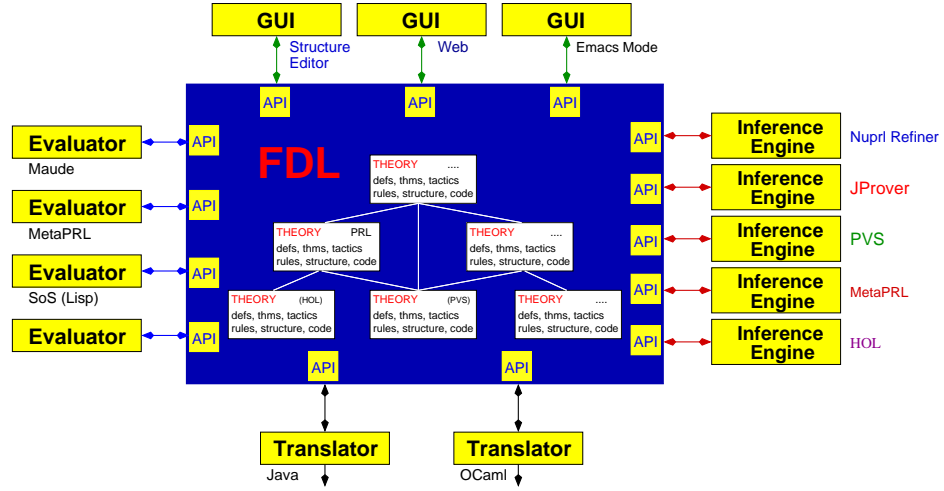 GUI
GUI
GUI
Structure
Editor
Web
Emacs Mode
API
API
API
Evaluator
Maude
API
Evaluator
MetaPRL
API
Evaluator
SoS (Lisp)
API
Evaluator
API
FDL
THEORY ....
defs, thms, tactics
rules, structure, code
THEORY PRL
defs, thms, tactics
rules, structure, code
THEORY ....
defs, thms, tactics
rules, structure, code
THEORY (HOL)
defs, thms, tactics
rules, structure, code
THEORY (PVS)
defs, thms, tactics
rules, structure, code
THEORY ....
defs, thms, tactics
rules, structure, code
API
Inference
Engine
Nuprl Refiner
API
Inference
Engine
JProver
API
Inference
Engine
PVS
API
Inference
Engine
MetaPRL
API
Inference
Engine
HOL
API
API
Translator
Java
Translator
OCaml